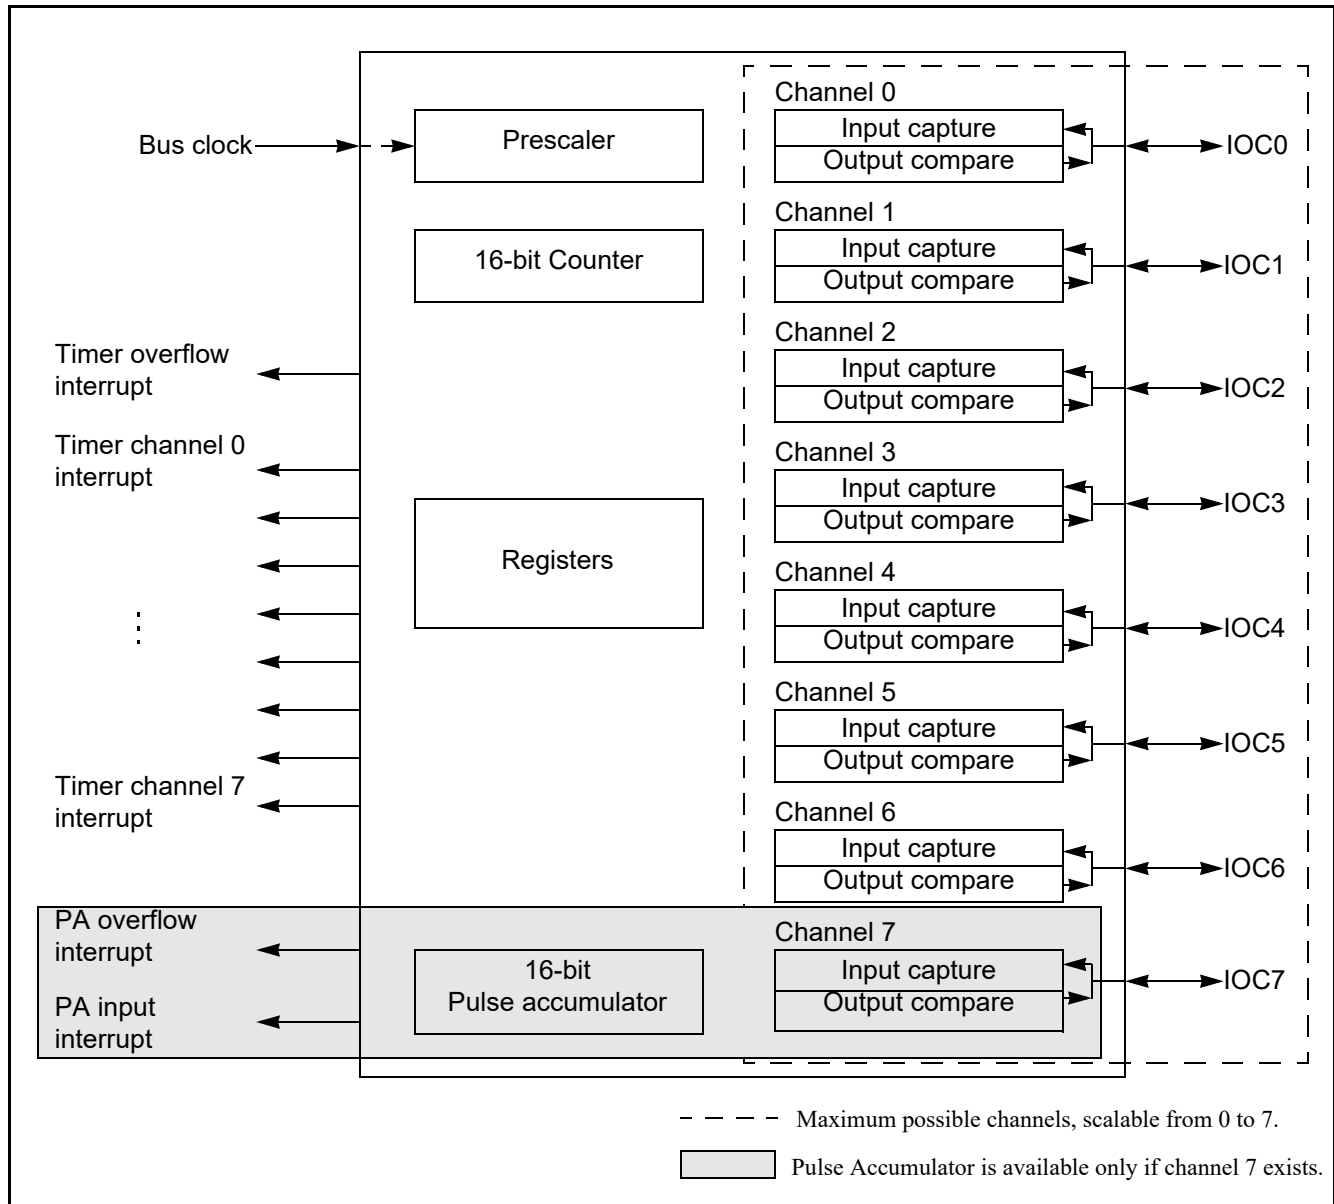 Channel 0
Input capture
Bus clock
Prescaler
Output compare
IOC0
Channel 1
Input capture
16-bit Counter
Output compare
IOC1
Channel 2
Timer overflow
interrupt
Input capture
Output compare
IOC2
Timer channel 0
interrupt
Channel 3
Input capture
Output compare
IOC3
Registers
Channel 4
Input capture
Output compare
IOC4
Channel 5
Input capture
Output compare
IOC5
Timer channel 7
interrupt
Channel 6
Input capture
Output compare
IOC6
PA overflow
interrupt
Channel 7
16-bit
Pulse accumulator
Input capture
Output compare
IOC7
PA input
interrupt
Maximum possible channels, scalable from 0 to 7.
Pulse Accumulator is available only if channel 7 exists.